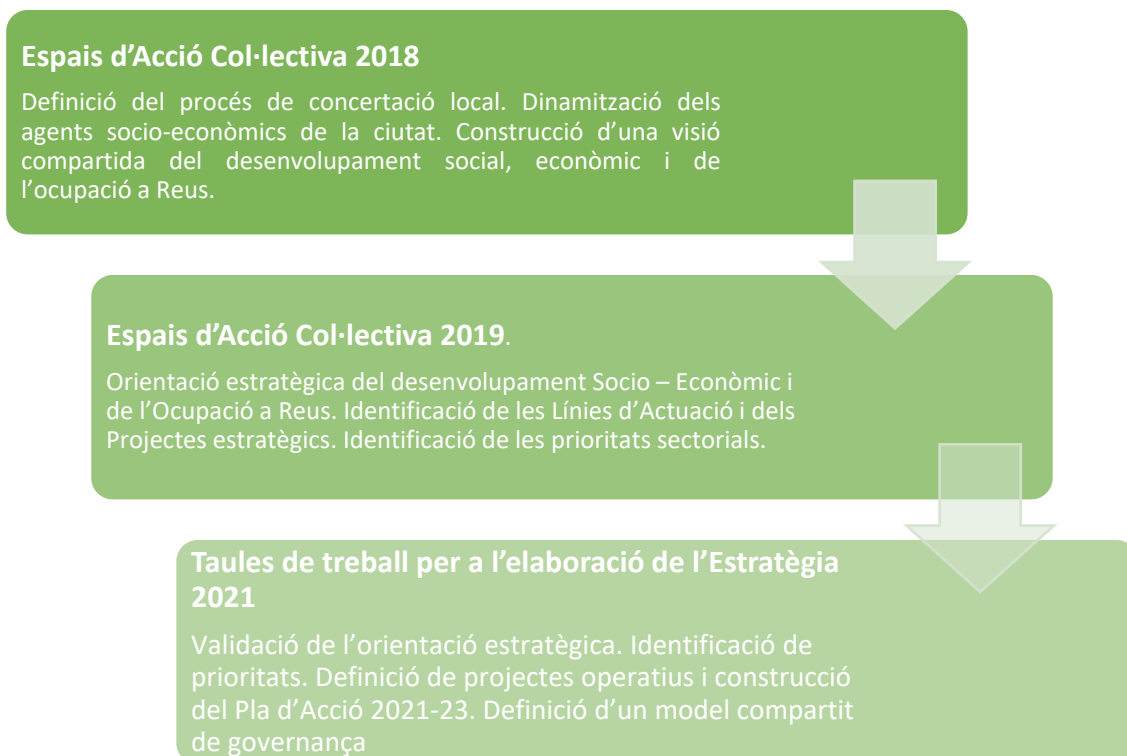 Espais d’Acció Col·lectiva 2018
Definició del procés de concertació local. Dinamització dels
agents socio-econòmics de la ciutat. Construcció d’una visió
compartida del desenvolupament social, econòmic i de
l’ocupació a Reus.
Espais d’Acció Col·lectiva 2019.
Orientació estratègica del desenvolupament Socio – Econòmic i
de l’Ocupació a Reus. Identificació de les Línies d’Actuació i dels
Projectes estratègics. Identificació de les prioritats sectorials.
Taules de treball per a l’elaboració de l’Estratègia
2021
Validació de l’orientació estratègica. Identificació de
prioritats. Definició de projectes operatius i construcció
del Pla d’Acció 2021-23. Definició d’un model compartit
de governança